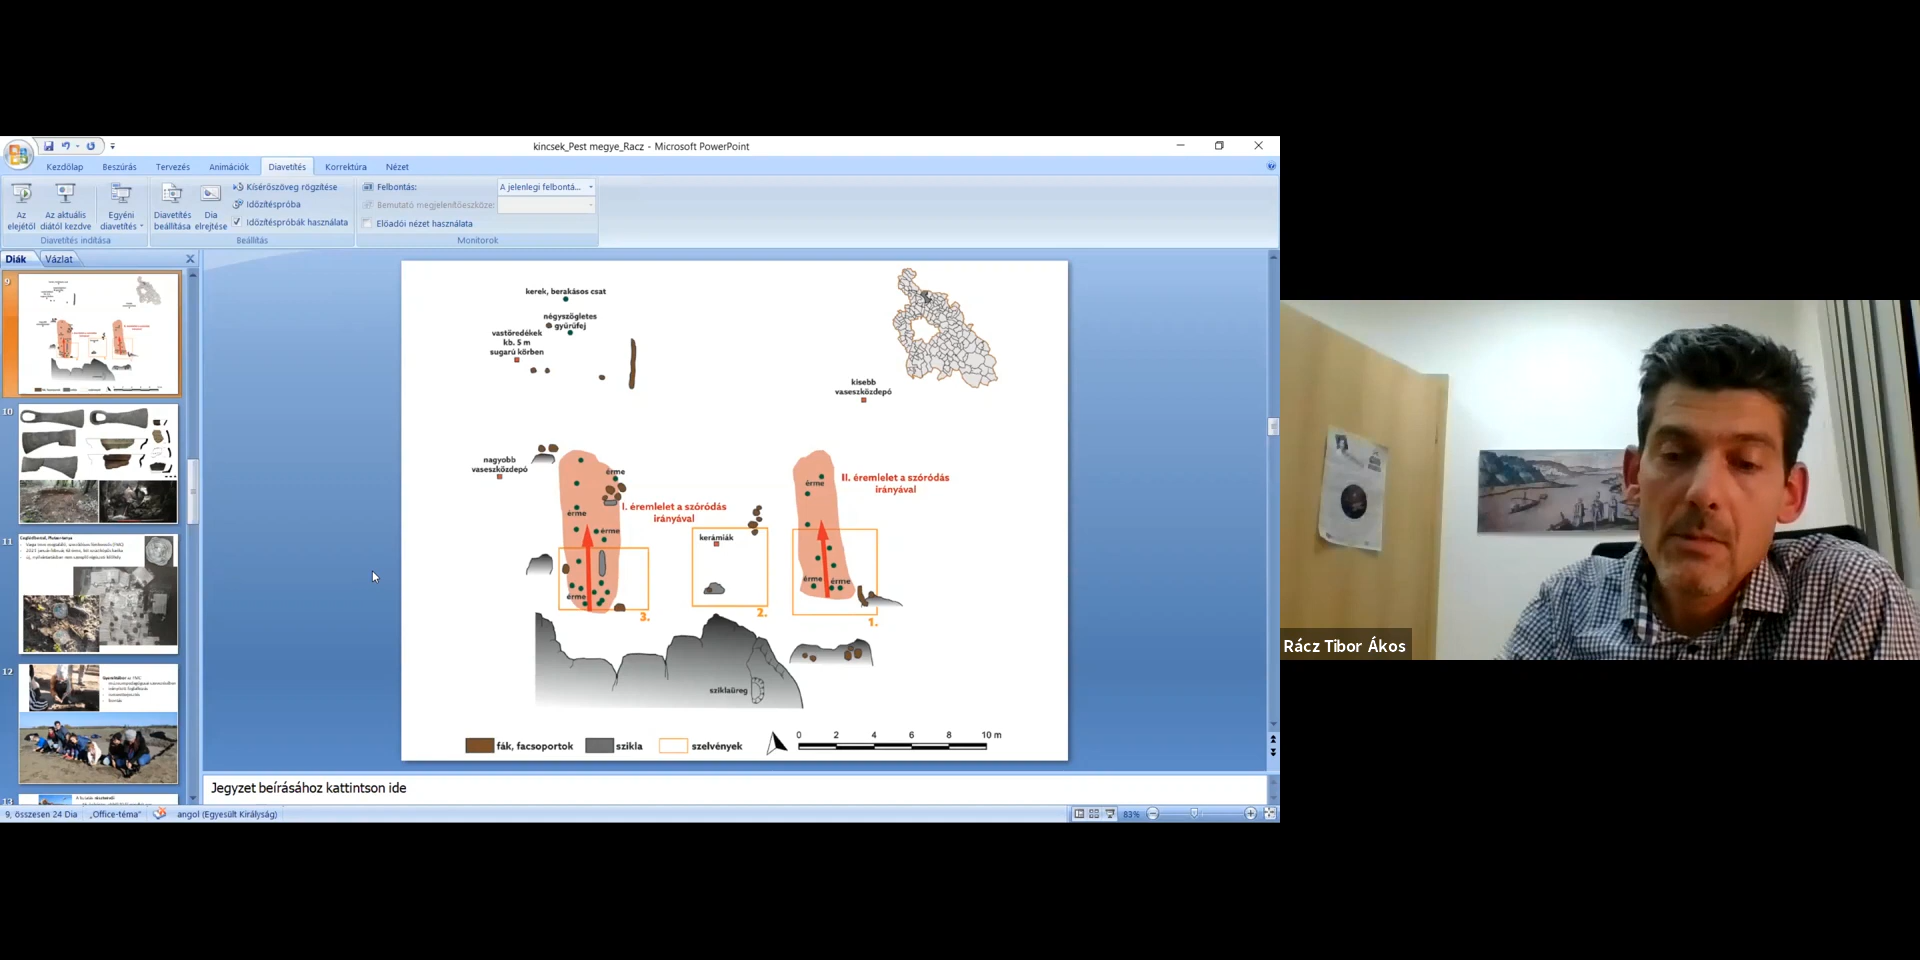 kincsek_Pest megye_Racz - Microsoft PowerPoint
Kezdőlap Beszúrás Tervezés Animációk Diavetítés Korrektúra Nézet
Az elejétől
Az aktuális diától kezdve
Egyéni diavetítés
Diavetítés indítása
Diavetítés beállítása
Dia elrejtése
Kísérőszöveg rögzítése
Időzítéspróba
Időzítéspróbák használata
Beállítás
Felbontás:
A jelenlegi felbontá...
Bemutató megjelenítőeszköze:
Előadói nézet használata
Monitorok
Diák Vázlat
9
10
11
12
13
kerek, berakásos csat
négyszögletes
gyűrűfej
vastöredékek
kb. 5 m
sugarú körben
kisebb
vaseszközdepó
nagyobb
vaseszközdepó
érme
I. éremlelet a szóródás
irányával
érme
érme
érme
3.
kerámiák
2.
II. éremlelet a szóródás
irányával
érme
érme
érme
1.
sziklaüreg
fák, facsoportok
szikla
szelvények
0 2 4 6 8 10 m
Jegyzet beírásához kattintson ide
9, összesen 24 Dia
„Office-téma”
angol (Egyesült Királyság)
83%
Rácz Tibor Ákos